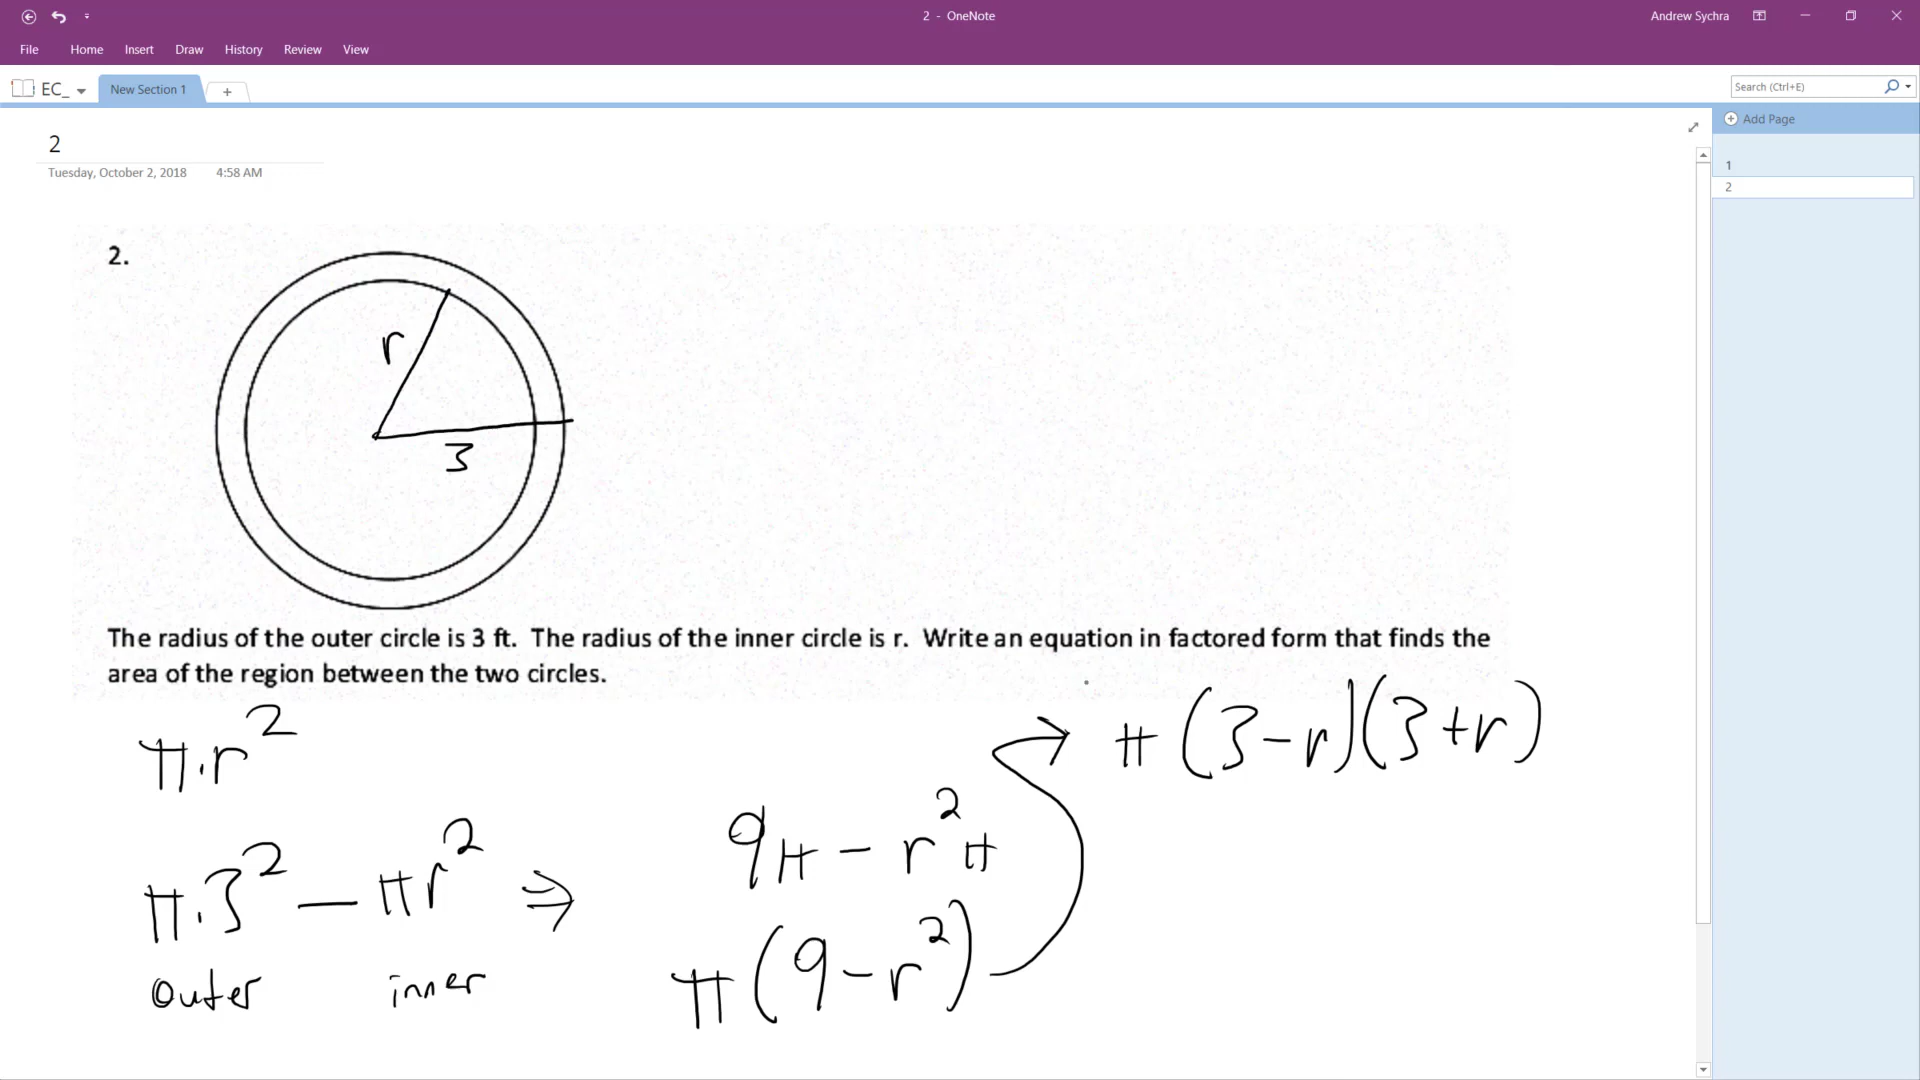 2 - OneNote
Andrew Sychra
File Home Insert Draw History Review View
EC_ New Section 1 +
Search (Ctrl+E)
Add Page
1
2
2
Tuesday, October 2, 2018 4:58 AM
2.
r
3
The radius of the outer circle is 3 ft. The radius of the inner circle is r. Write an equation in factored form that finds the
area of the region between the two circles.
π·r²
π·3² - πr² ⇒
outer inner
9π - r²π
π(9-r²)
π(3-r)(3+r)